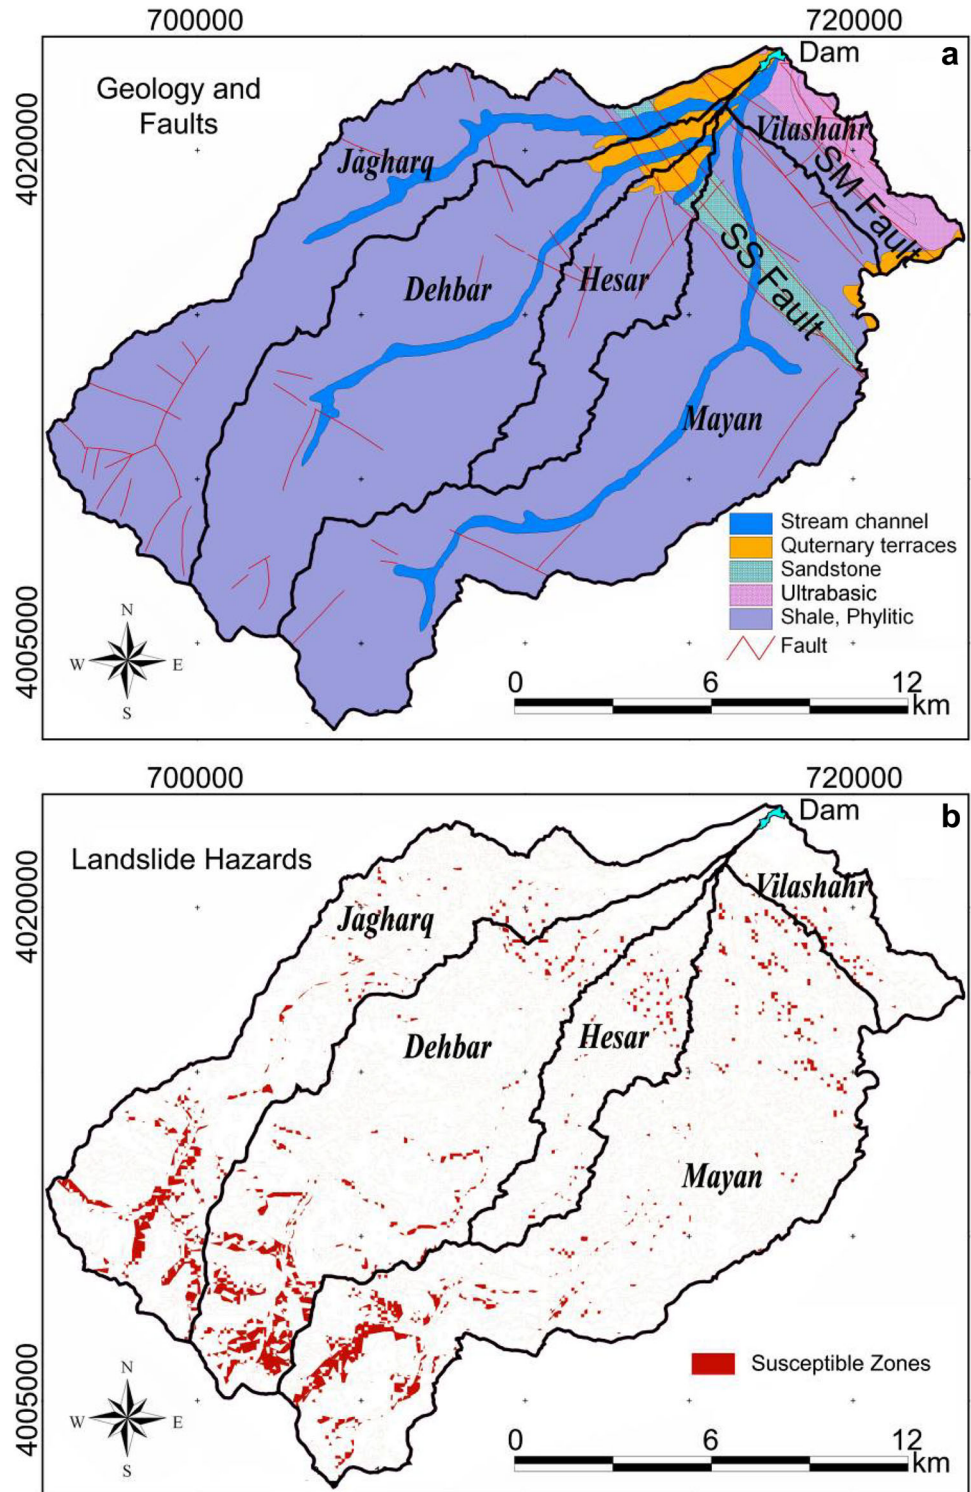 700000
720000
a
Dam
Geology and
Faults
4020000
Vilashahr
Jagharq
SM Fault
SS Fault
Dehbar
Hesar
Mayan
Stream channel
Quternary terraces
Sandstone
Ultrabasic
Shale, Phylitic
Fault
4005000
N
W
E
S
0
6
12
km
700000
720000
b
Dam
Landslide Hazards
4020000
Vilashahr
Jagharq
Dehbar
Hesar
Mayan
Susceptible Zones
4005000
N
W
E
S
0
6
12
km